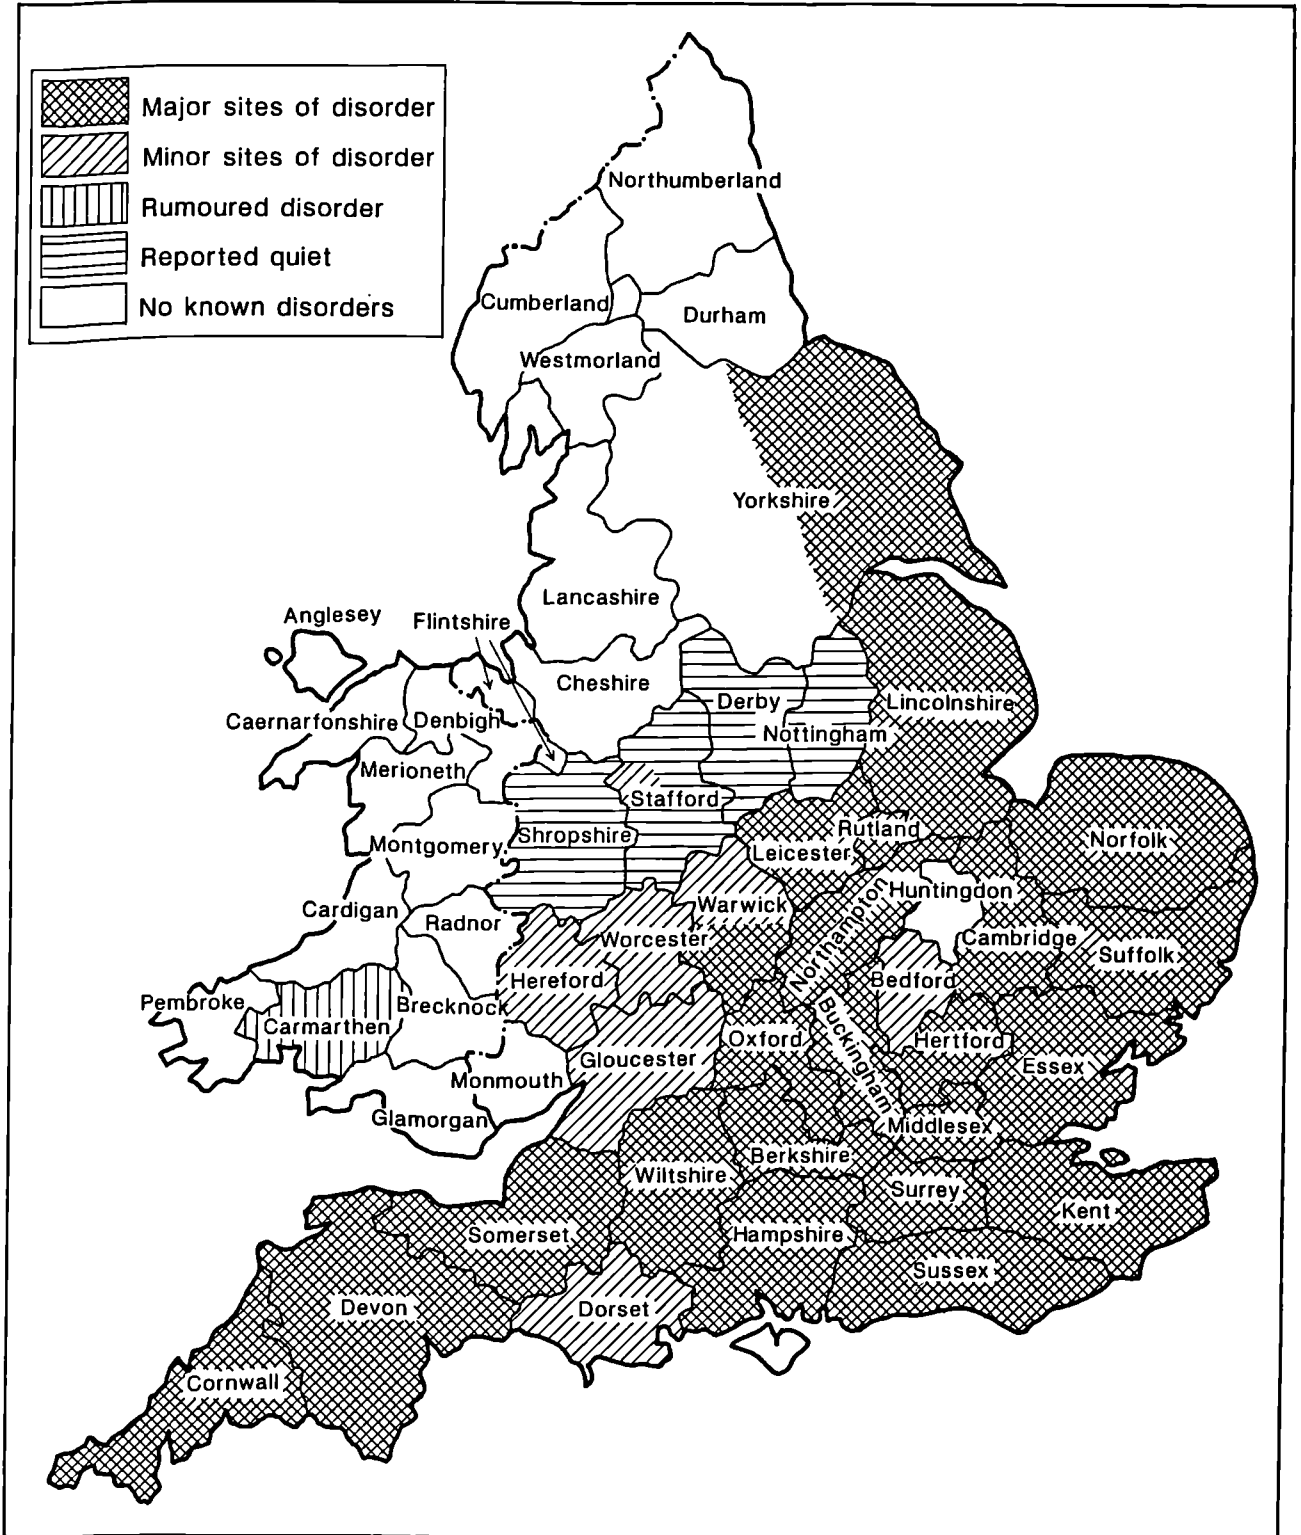 Major sites of disorder
Minor sites of disorder
Rumoured disorder
Reported quiet
No known disorders
Northumberland
Cumberland
Durham
Westmorland
Yorkshire
Lancashire
Anglesey
Flintshire
Cheshire
Derby
Lincolnshire
Caernarfonshire
Denbigh
Nottingham
Merioneth
Stafford
Shropshire
Rutland
Norfolk
Montgomery
Leicester
Huntingdon
Warwick
Cardigan
Radnor
Northampton
Worcester
Cambridge
Suffolk
Hereford
Bedford
Pembroke
Brecknock
Carmarthen
Buckingham
Oxford
Hertford
Gloucester
Essex
Monmouth
Glamorgan
Middlesex
Berkshire
Wiltshire
Surrey
Kent
Somerset
Hampshire
Sussex
Devon
Dorset
Cornwall